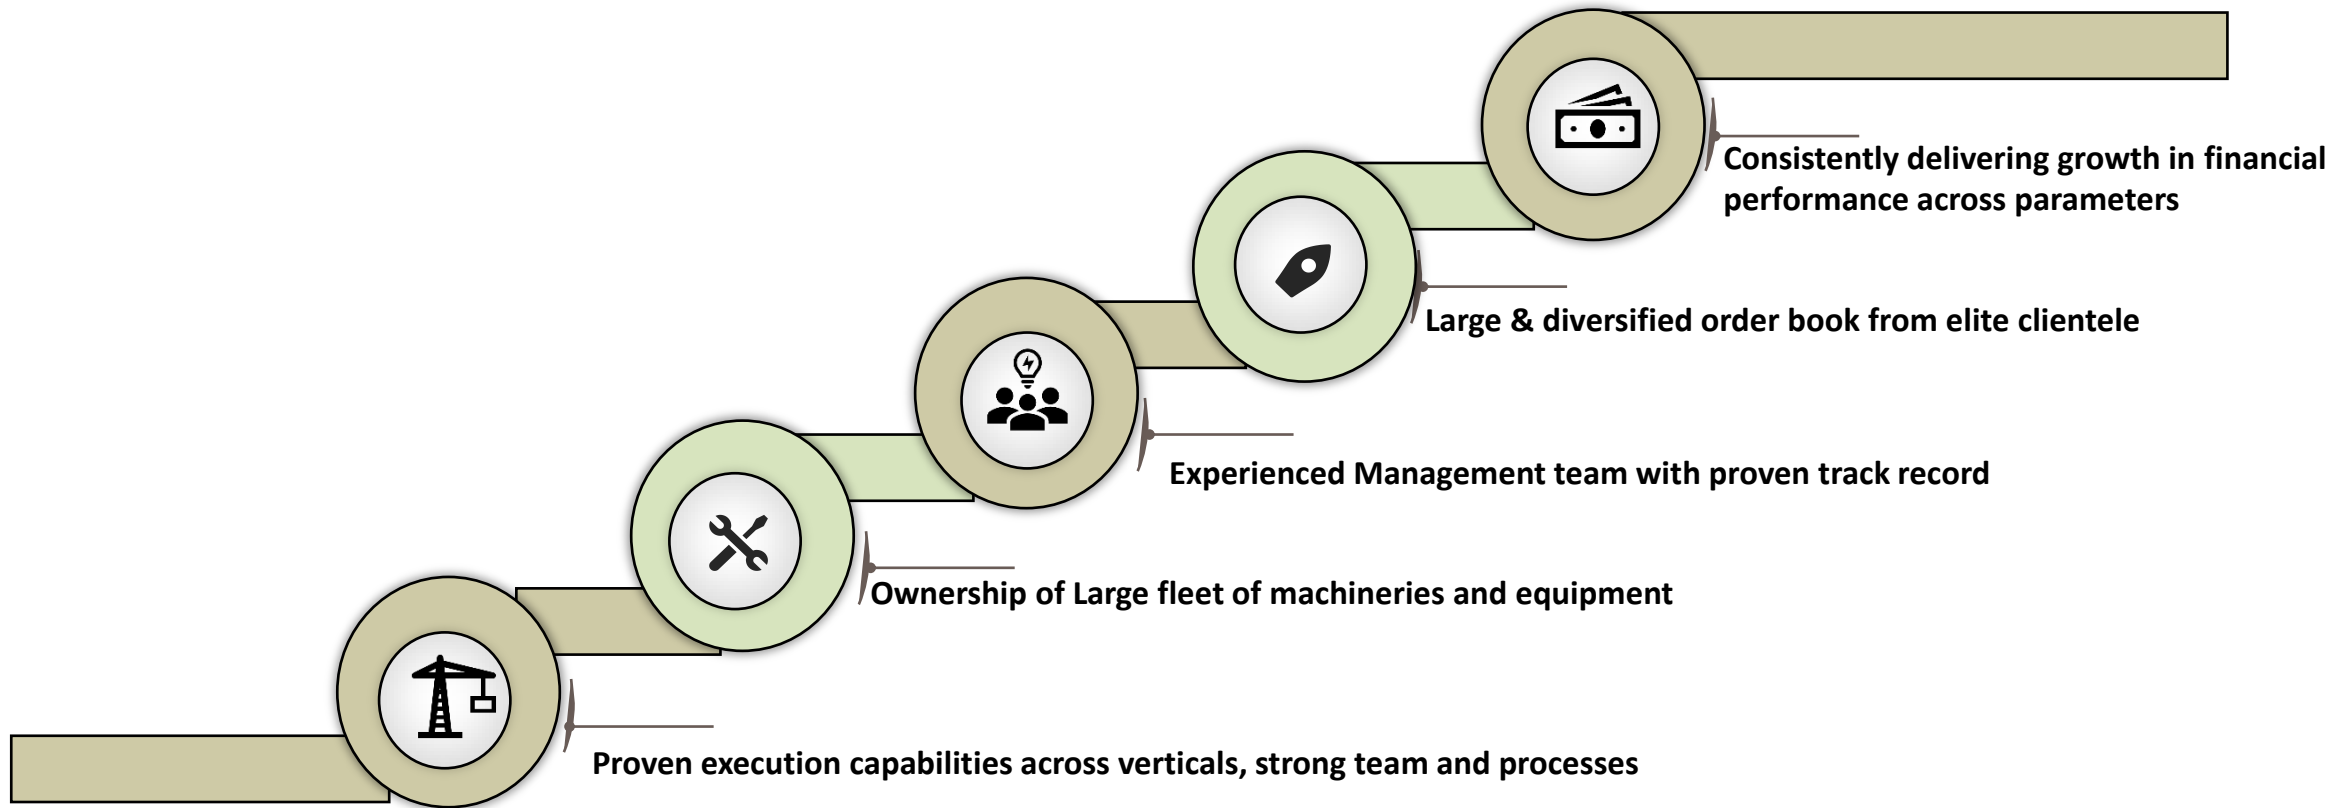 Consistently delivering growth in financial
performance across parameters
Large & diversified order book from elite clientele
Experienced Management team with proven track record
Ownership of Large fleet of machineries and equipment
Proven execution capabilities across verticals, strong team and processes